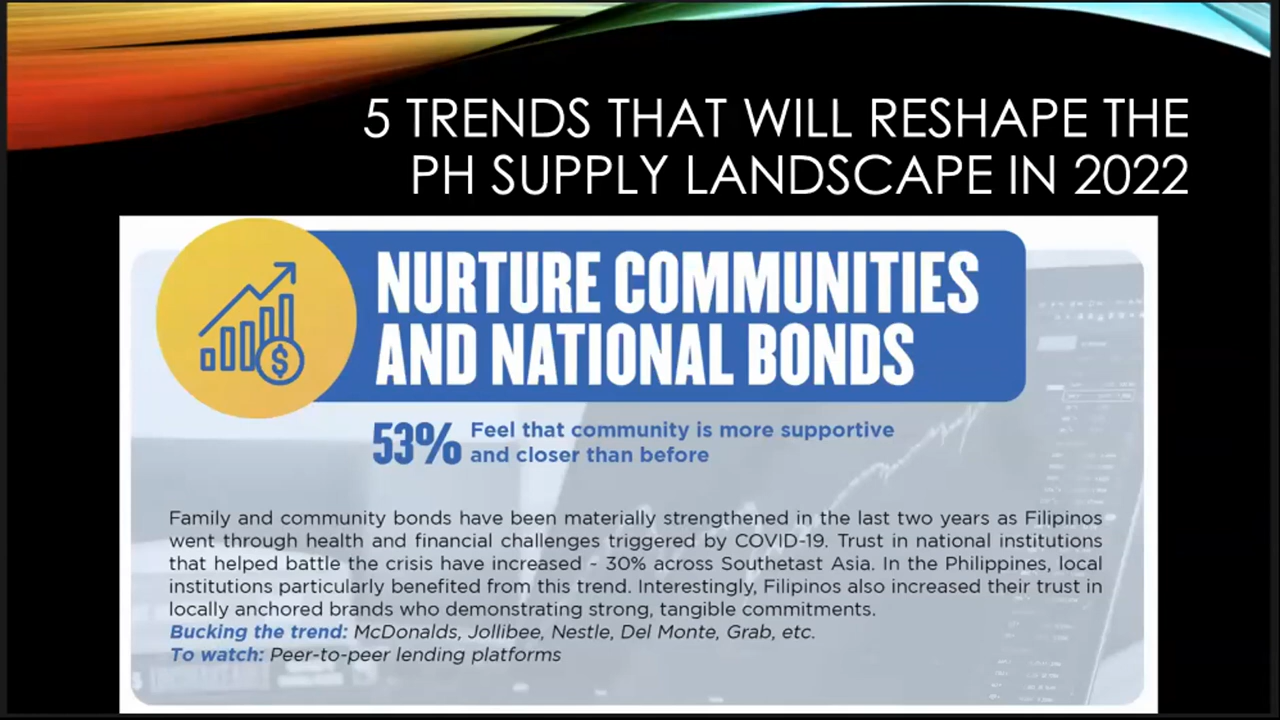 5 TRENDS THAT WILL RESHAPE THE
PH SUPPLY LANDSCAPE IN 2022
NURTURE COMMUNITIES
AND NATIONAL BONDS
53% Feel that community is more supportive
and closer than before
Family and community bonds have been materially strengthened in the last two years as Filipinos
went through health and financial challenges triggered by COVID-19. Trust in national institutions
that helped battle the crisis have increased ~ 30% across Southetast Asia. In the Philippines, local
institutions particularly benefited from this trend. Interestingly, Filipinos also increased their trust in
locally anchored brands who demonstrating strong, tangible commitments.
Bucking the trend: McDonalds, Jollibee, Nestle, Del Monte, Grab, etc.
To watch: Peer-to-peer lending platforms